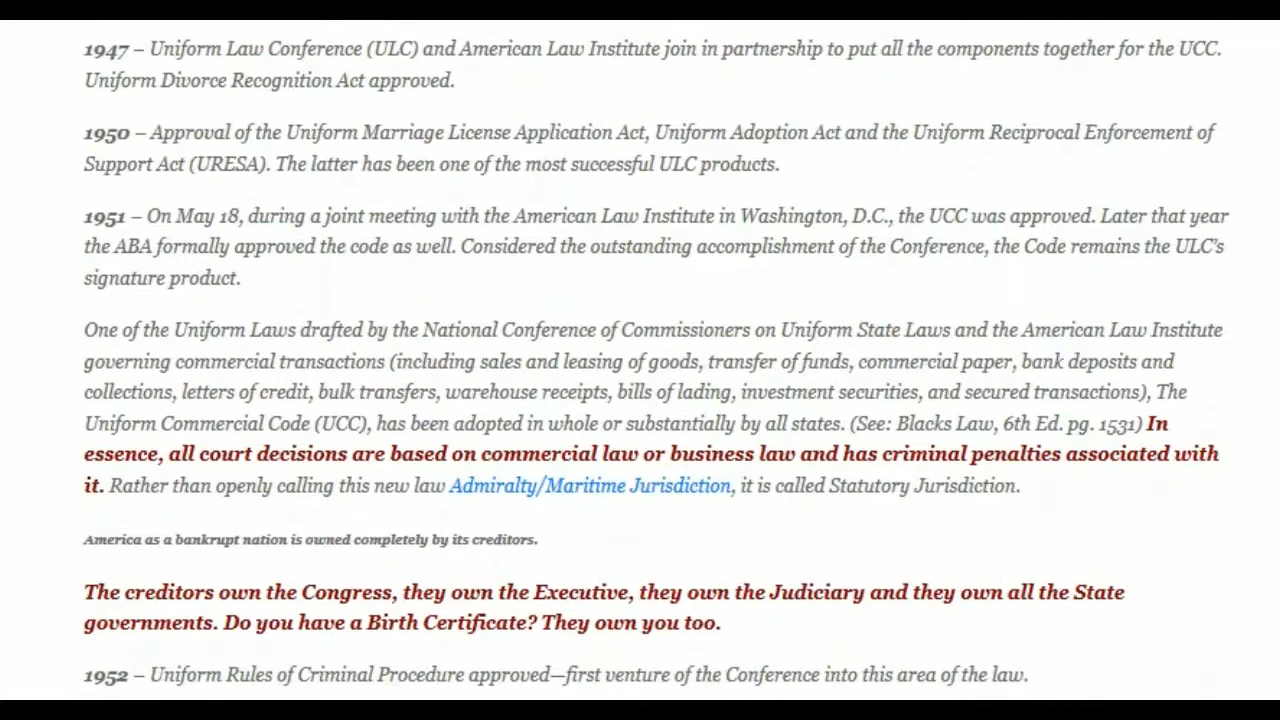 1947 – Uniform Law Conference (ULC) and American Law Institute join in partnership to put all the components together for the UCC.
Uniform Divorce Recognition Act approved.
1950 – Approval of the Uniform Marriage License Application Act, Uniform Adoption Act and the Uniform Reciprocal Enforcement of
Support Act (URESA). The latter has been one of the most successful ULC products.
1951 – On May 18, during a joint meeting with the American Law Institute in Washington, D.C., the UCC was approved. Later that year
the ABA formally approved the code as well. Considered the outstanding accomplishment of the Conference, the Code remains the ULC’s
signature product.
One of the Uniform Laws drafted by the National Conference of Commissioners on Uniform State Laws and the American Law Institute
governing commercial transactions (including sales and leasing of goods, transfer of funds, commercial paper, bank deposits and
collections, letters of credit, bulk transfers, warehouse receipts, bills of lading, investment securities, and secured transactions), The
Uniform Commercial Code (UCC), has been adopted in whole or substantially by all states. (See: Blacks Law, 6th Ed. pg. 1531) In
essence, all court decisions are based on commercial law or business law and has criminal penalties associated with
it. Rather than openly calling this new law Admiralty/Maritime Jurisdiction, it is called Statutory Jurisdiction.
America as a bankrupt nation is owned completely by its creditors.
The creditors own the Congress, they own the Executive, they own the Judiciary and they own all the State
governments. Do you have a Birth Certificate? They own you too.
1952 – Uniform Rules of Criminal Procedure approved—first venture of the Conference into this area of the law.